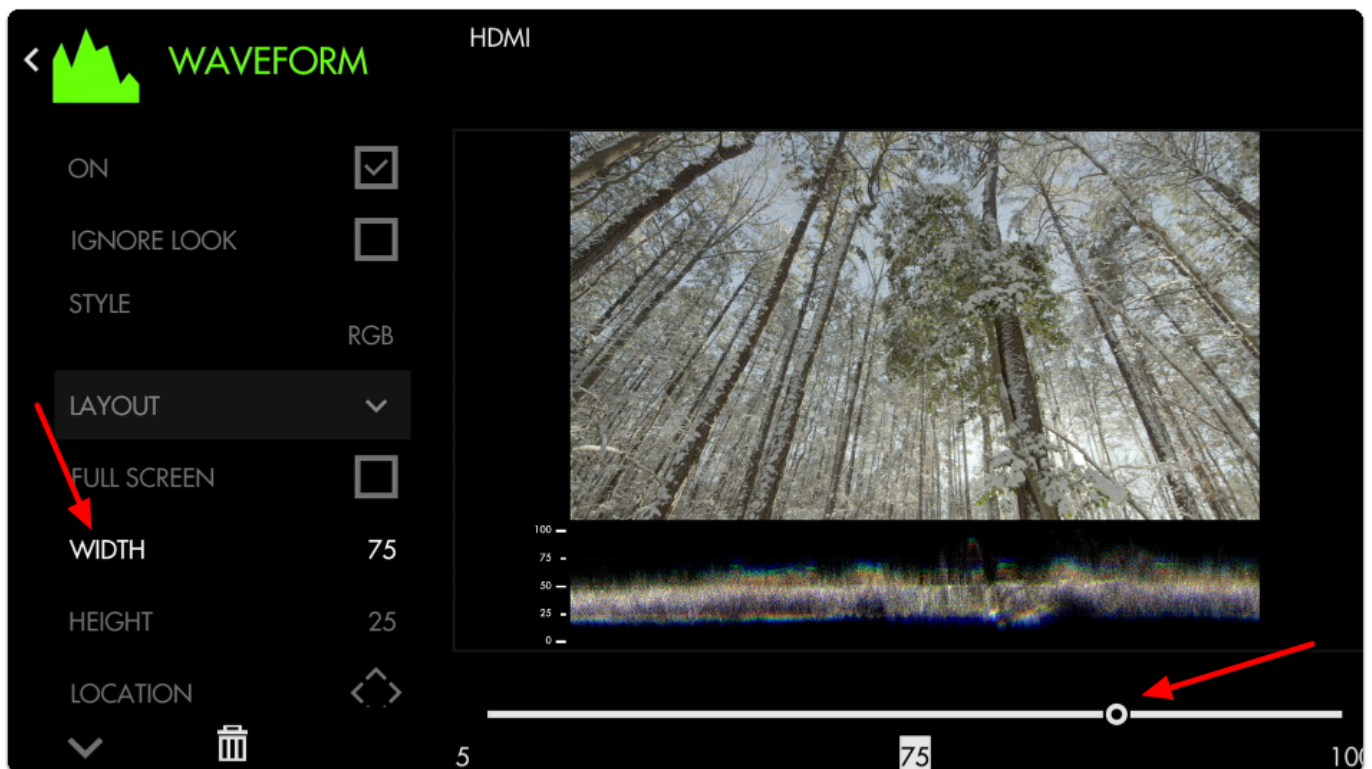 WAVEFORM
HDMI
ON
IGNORE LOOK
STYLE
RGB
LAYOUT
FULL SCREEN
WIDTH 75
HEIGHT 25
LOCATION
100
75
50
25
0
5 75 100